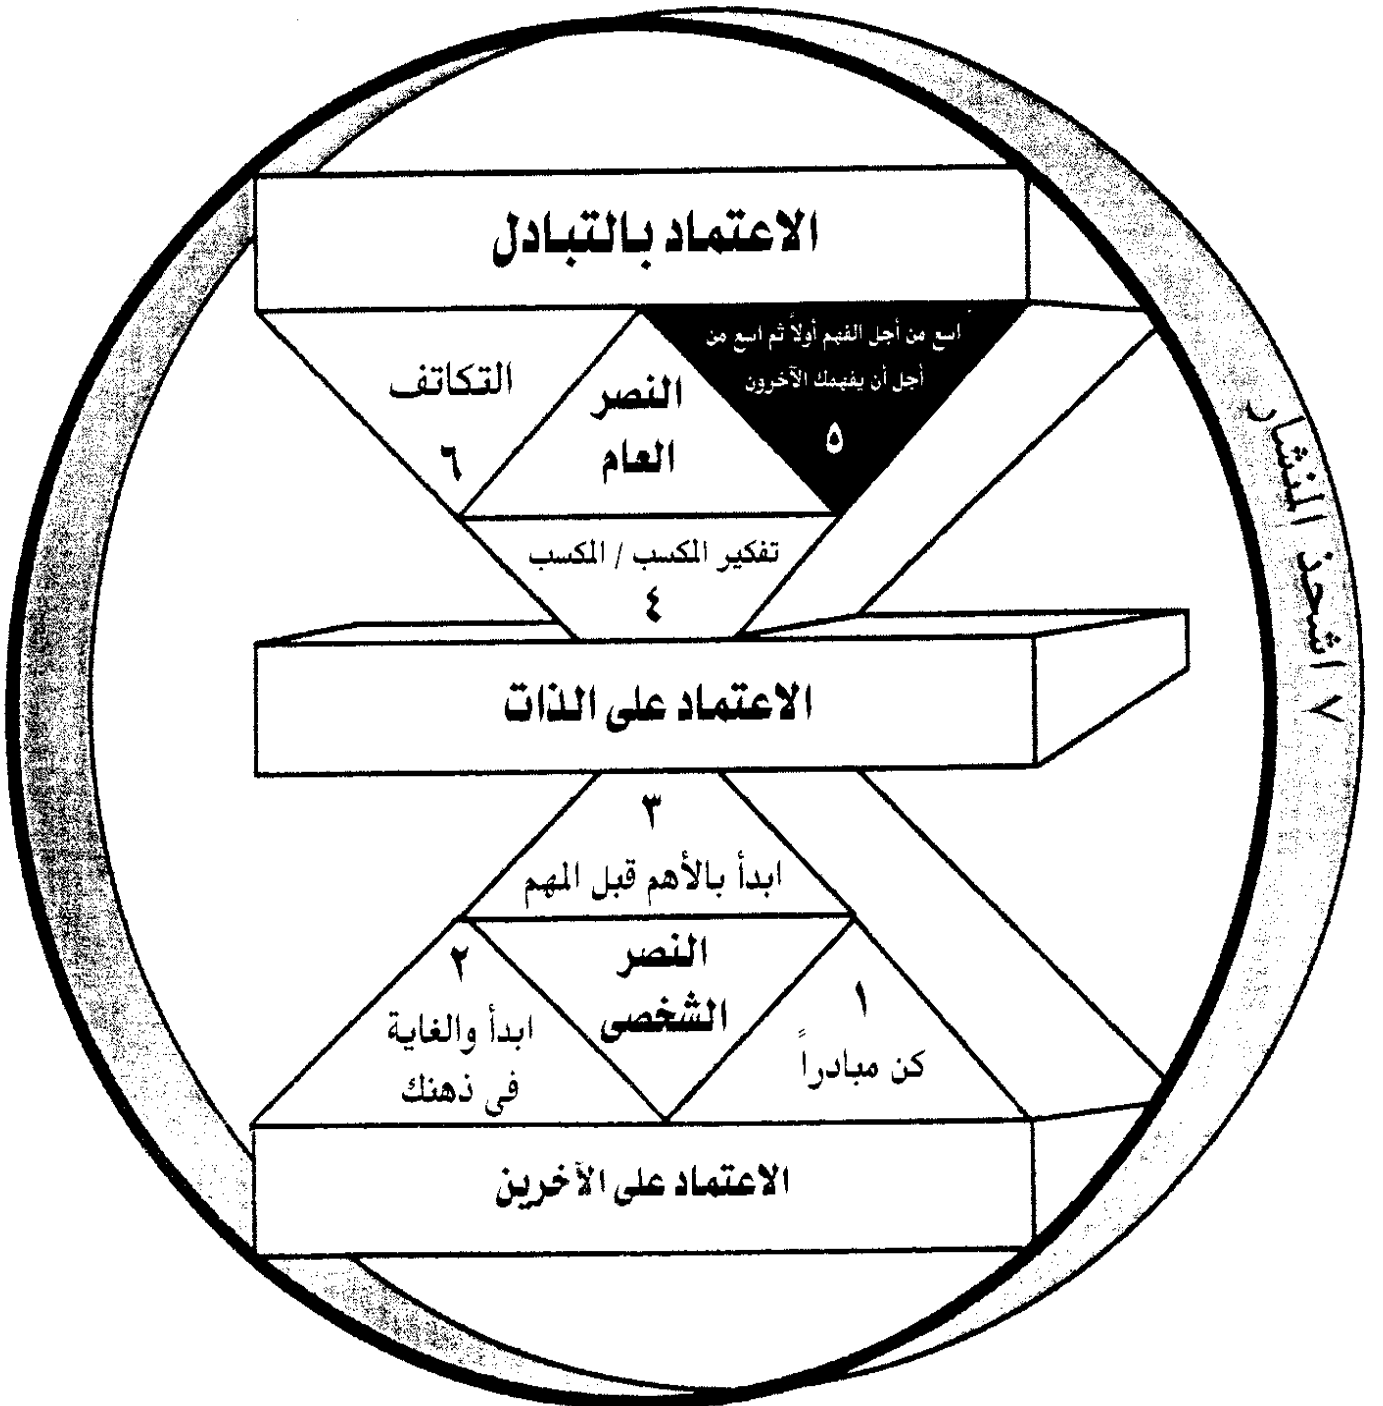 الاعتماد بالتبادل
اسع من أجل الفهم أولاً ثم اسع من
أجل أن يفهمك الآخرون
٥
النصر
العام
التكاتف
٦
تفكير المكسب / المكسب
٤
الاعتماد على الذات
٣
ابدأ بالأهم قبل المهم
النصر
الشخصى
١
كن مبادراً
٢
ابدأ والغاية
فى ذهنك
الاعتماد على الآخرين
٧ اشحذ المنشار